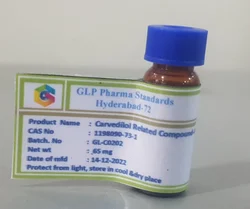 GLP Pharma Standards
Hyderabad-72
Product Name : Carvedilol Related Compound
CAS No : 1198090-73-1
Batch. No : GL-C0202
Net wt : 65 mg
Date of mfd : 14-12-2022
Protect from light, store in cool &dry place